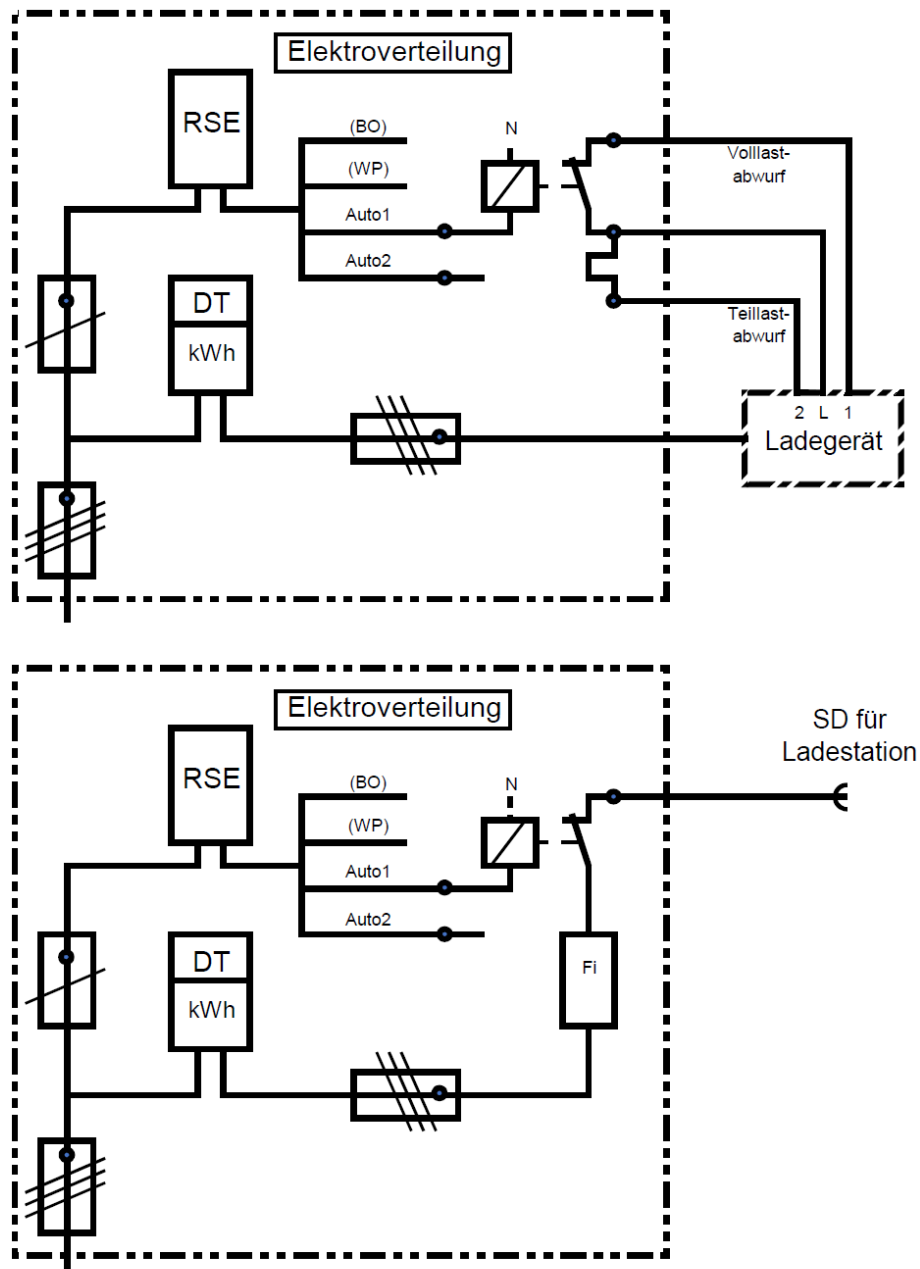 Elektroverteilung
RSE
(BO)
(WP)
Auto1
Auto2
N
Volllast-
abwurf
DT
kWh
Teillast-
abwurf
2 L 1
Ladegerät
Elektroverteilung
SD für
Ladestation
RSE
(BO)
(WP)
Auto1
Auto2
N
DT
kWh
Fi